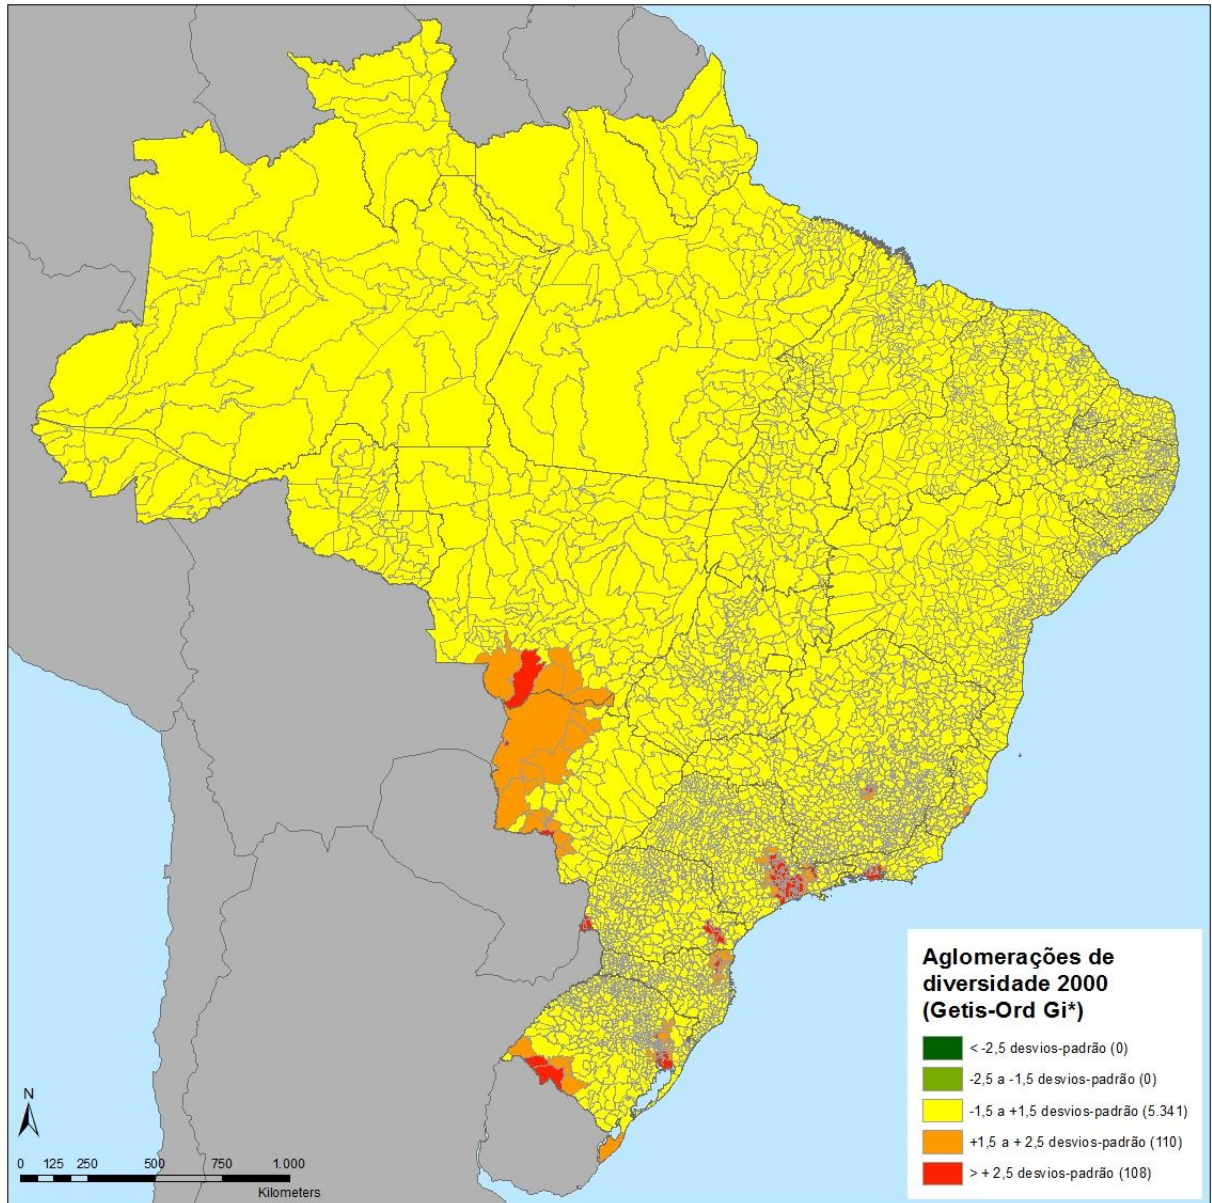 Aglomerações de
diversidade 2000
(Getis-Ord Gi*)
< -2,5 desvios-padrão (0)
-2,5 a -1,5 desvios-padrão (0)
-1,5 a +1,5 desvios-padrão (5.341)
+1,5 a + 2,5 desvios-padrão (110)
> + 2,5 desvios-padrão (108)
N
0 125 250 500 750 1.000
Kilometers